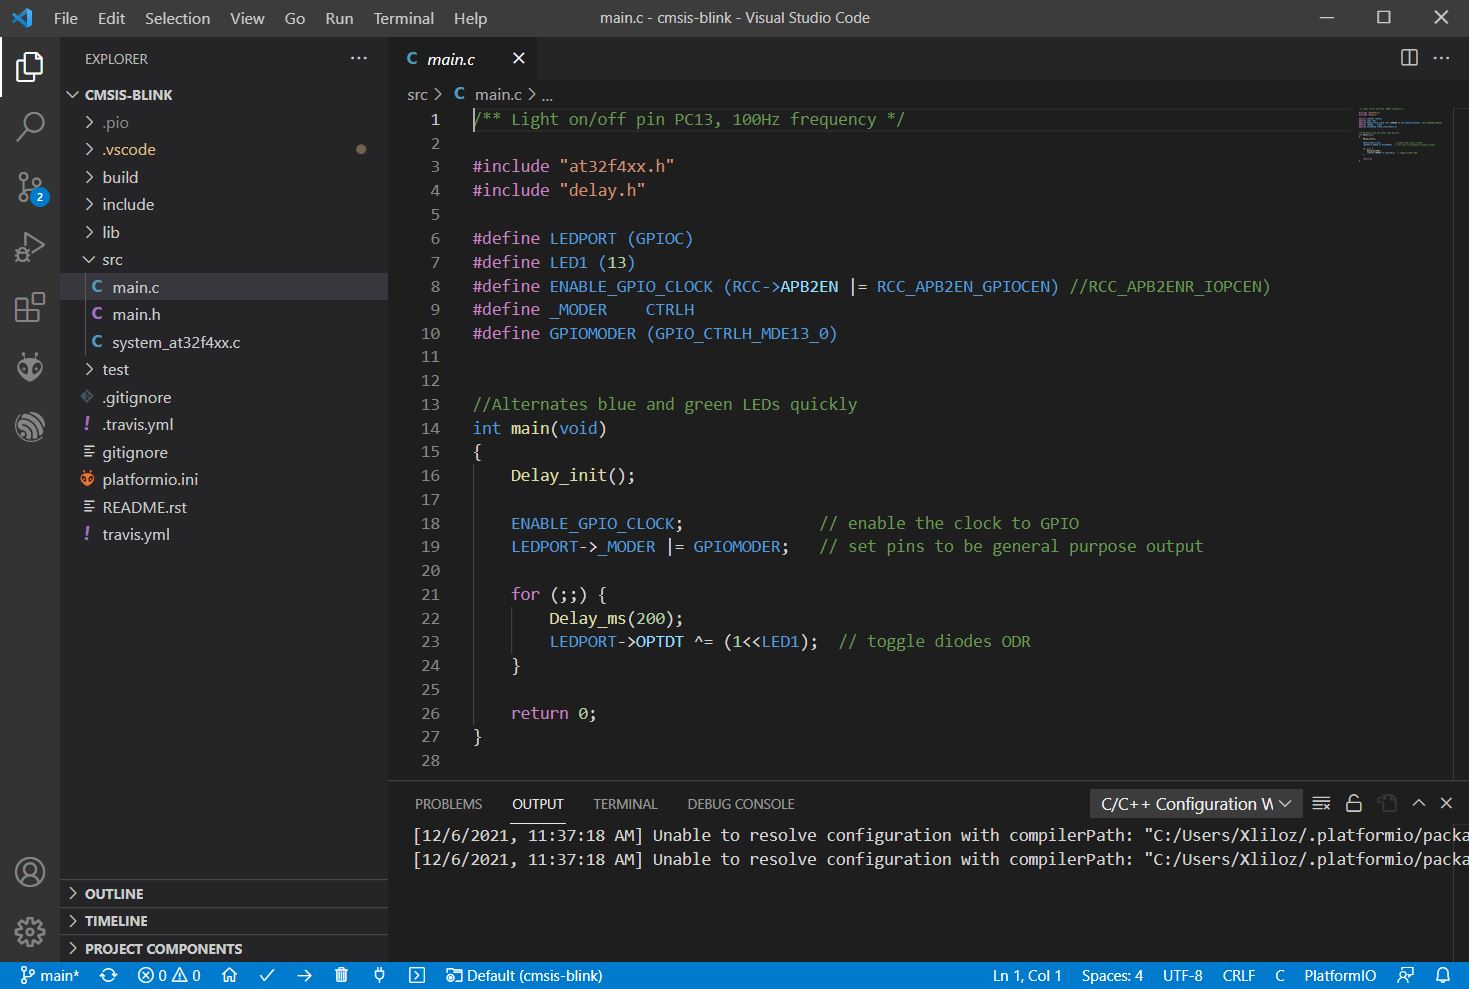 File Edit Selection View Go Run Terminal Help
main.c - cmsis-blink - Visual Studio Code
EXPLORER
CMSIS-BLINK
.pio
.vscode
build
include
lib
src
C main.c
C main.h
C system_at32f4xx.c
test
.gitignore
! .travis.yml
gitignore
platformio.ini
README.rst
! travis.yml
OUTLINE
TIMELINE
PROJECT COMPONENTS
2
C main.c
src > C main.c > ...
1 /** Light on/off pin PC13, 100Hz frequency */
2
3 #include "at32f4xx.h"
4 #include "delay.h"
5
6 #define LEDPORT (GPIOC)
7 #define LED1 (13)
8 #define ENABLE_GPIO_CLOCK (RCC->APB2EN |= RCC_APB2EN_GPIOCEN) //RCC_APB2ENR_IOPCEN)
9 #define _MODER    CTRLH
10 #define GPIOMODER (GPIO_CTRLH_MDE13_0)
11
12
13 //Alternates blue and green LEDs quickly
14 int main(void)
15 {
16     Delay_init();
17
18     ENABLE_GPIO_CLOCK;              // enable the clock to GPIO
19     LEDPORT->_MODER |= GPIOMODER;   // set pins to be general purpose output
20
21     for (;;) {
22         Delay_ms(200);
23         LEDPORT->OPTDT ^= (1<<LED1);  // toggle diodes ODR
24     }
25
26     return 0;
27 }
28
PROBLEMS OUTPUT TERMINAL DEBUG CONSOLE
C/C++ Configuration W
[12/6/2021, 11:37:18 AM] Unable to resolve configuration with compilerPath: "C:/Users/Xliloz/.platformio/packa
[12/6/2021, 11:37:18 AM] Unable to resolve configuration with compilerPath: "C:/Users/Xliloz/.platformio/packa
main* 0 0 Default (cmsis-blink) Ln 1, Col 1 Spaces: 4 UTF-8 CRLF C PlatformIO